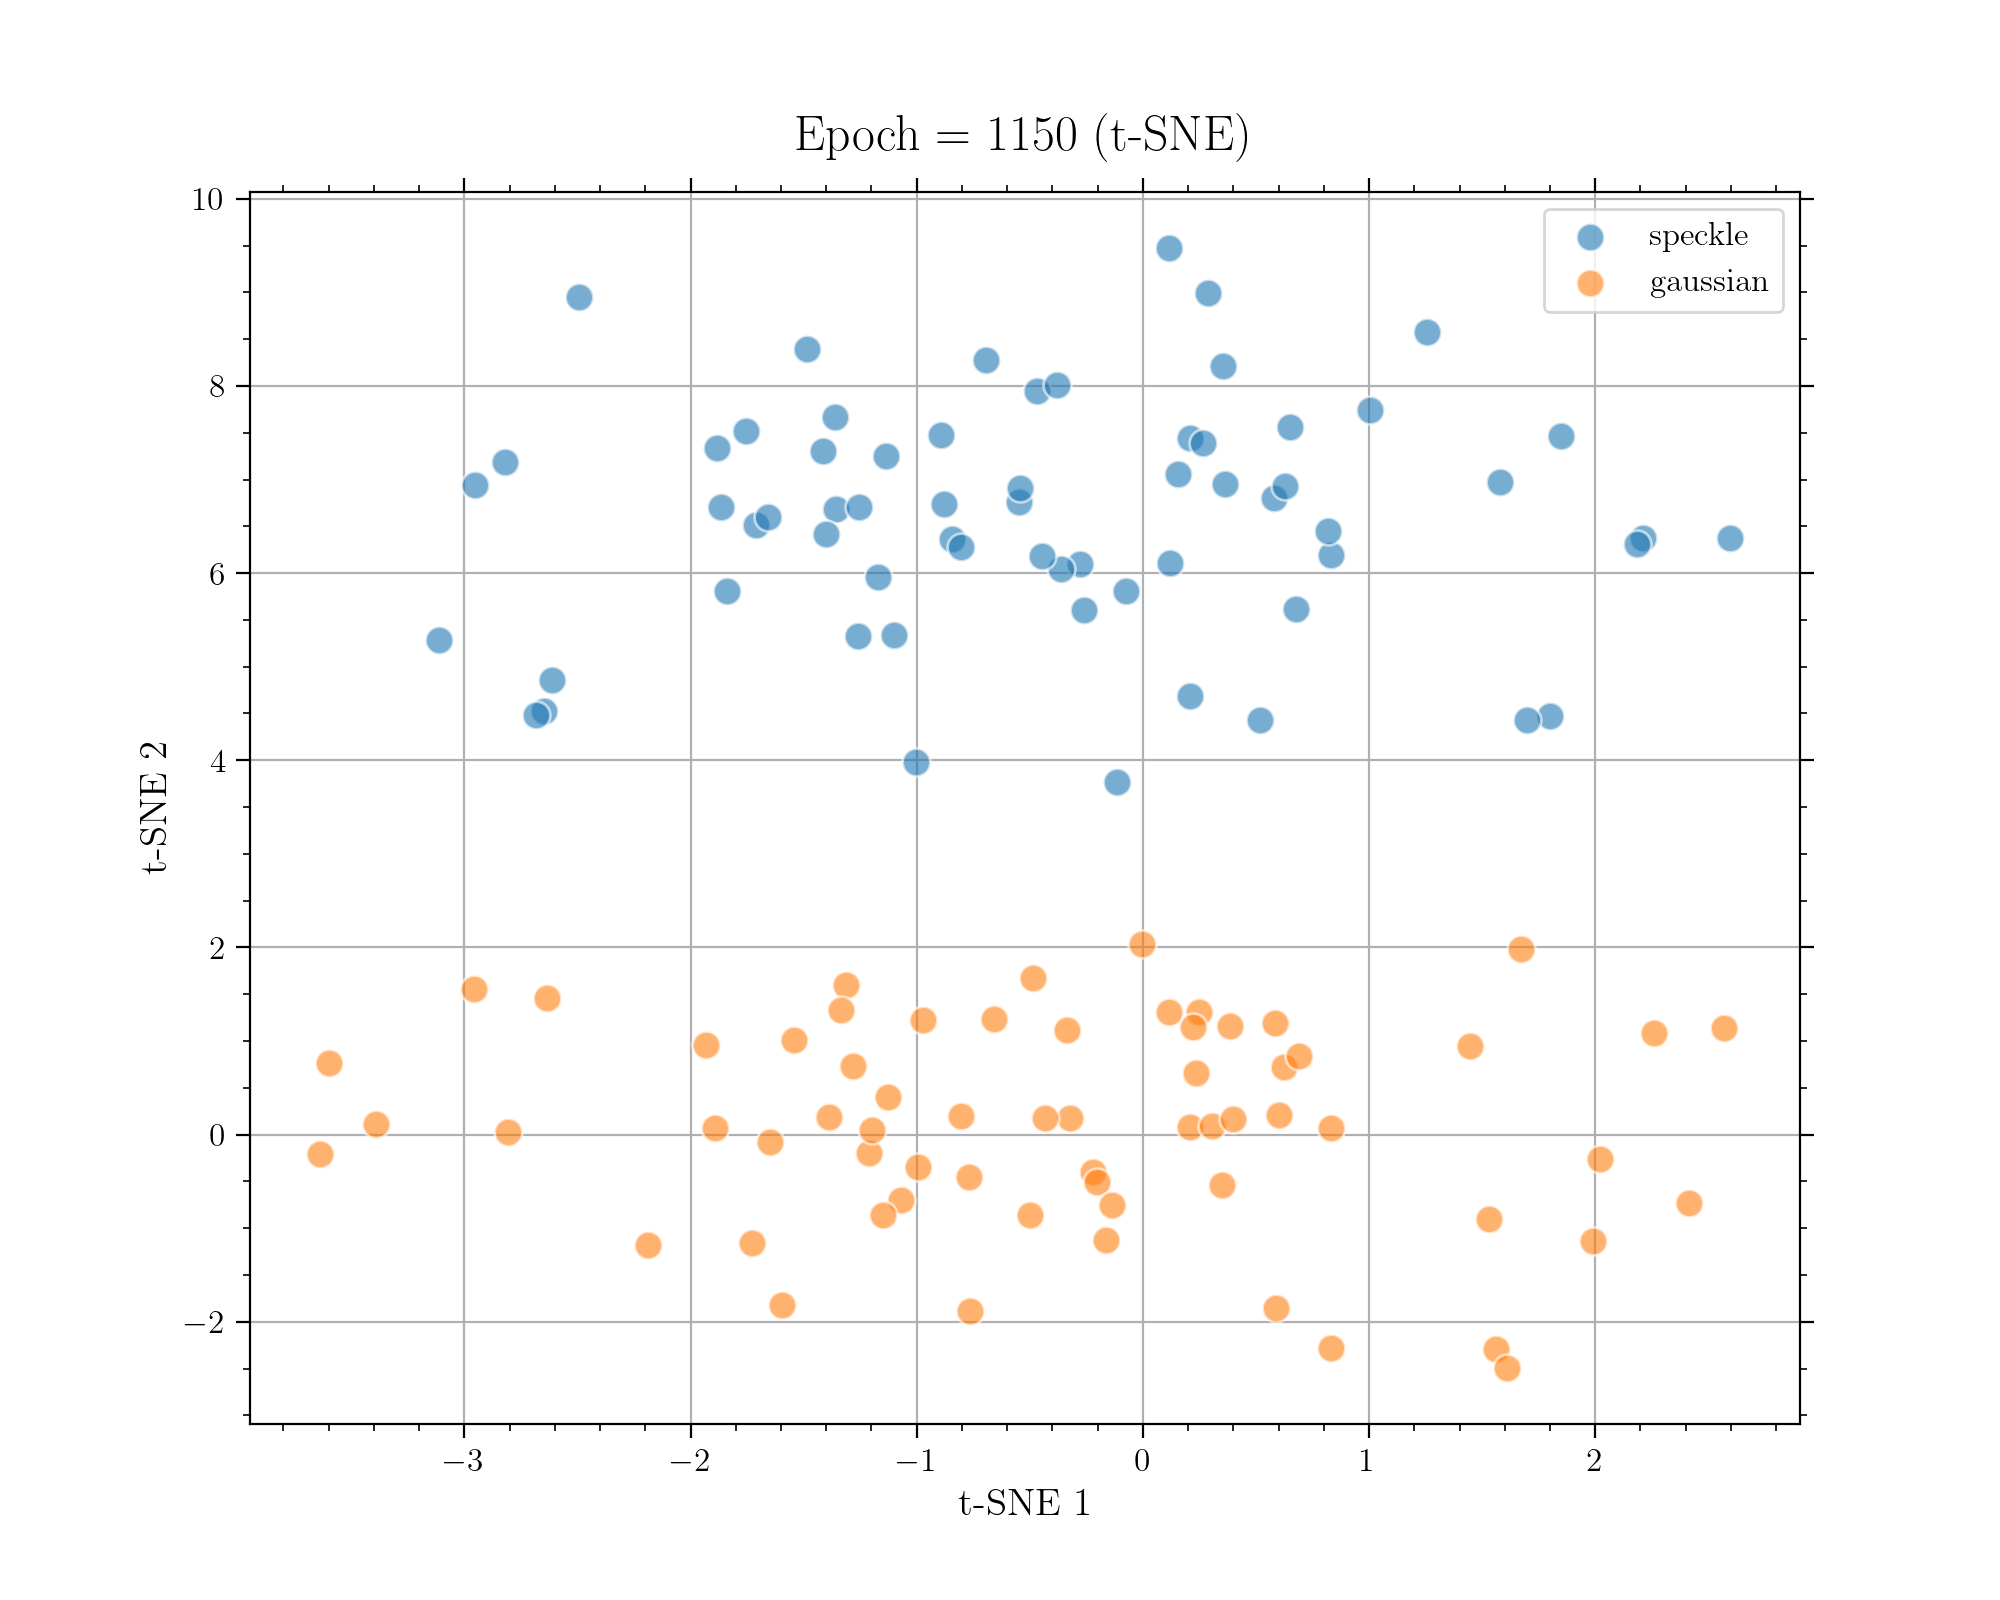 Epoch = 1150 (t-SNE)
speckle
gaussian
10
8
6
4
2
0
−2
t-SNE 2
−3 −2 −1 0 1 2
t-SNE 1